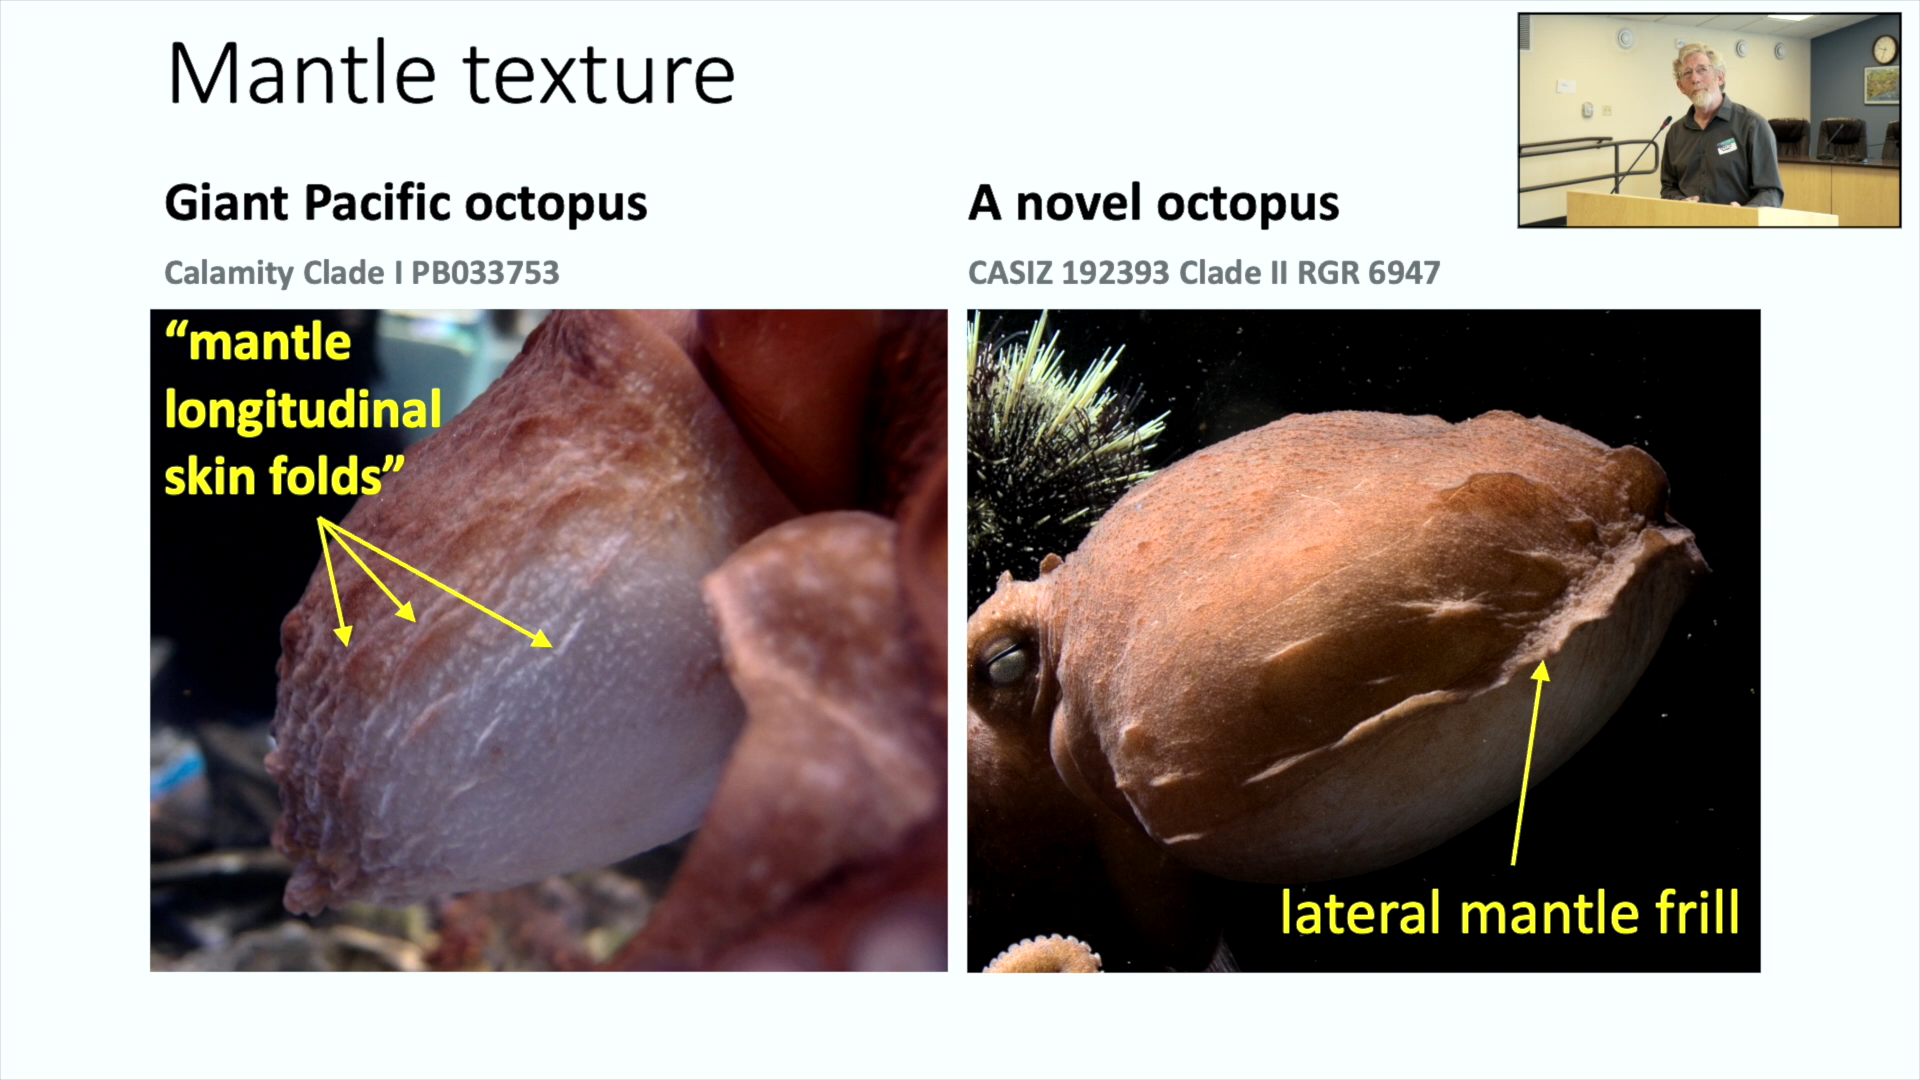 Mantle texture
Giant Pacific octopus
Calamity Clade I PB033753
“mantle
longitudinal
skin folds”
A novel octopus
CASIZ 192393 Clade II RGR 6947
lateral mantle frill